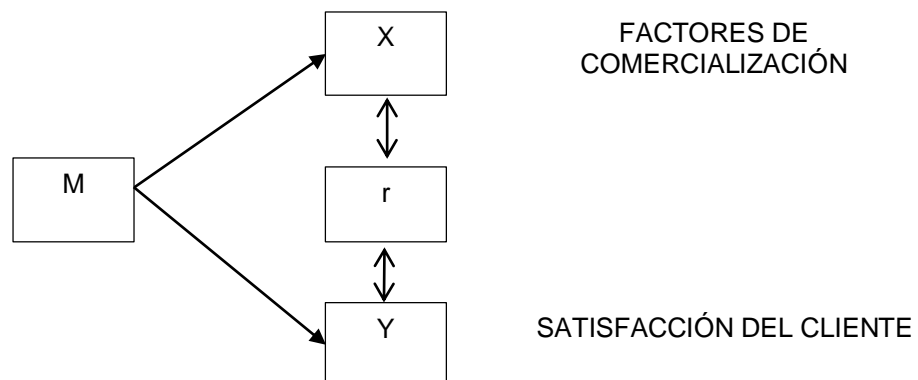 X
FACTORES DE
COMERCIALIZACIÓN
M
r
Y
SATISFACCIÓN DEL CLIENTE